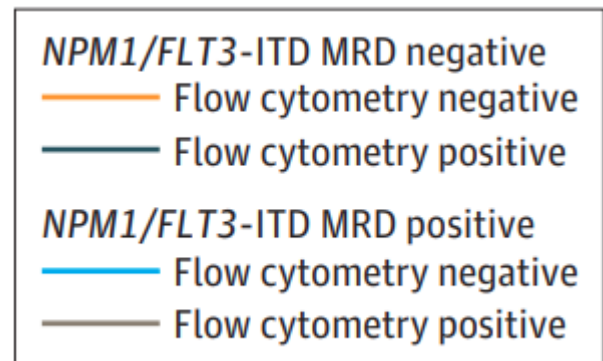 NPM1/FLT3-ITD MRD negative
Flow cytometry negative
Flow cytometry positive
NPM1/FLT3-ITD MRD positive
Flow cytometry negative
Flow cytometry positive